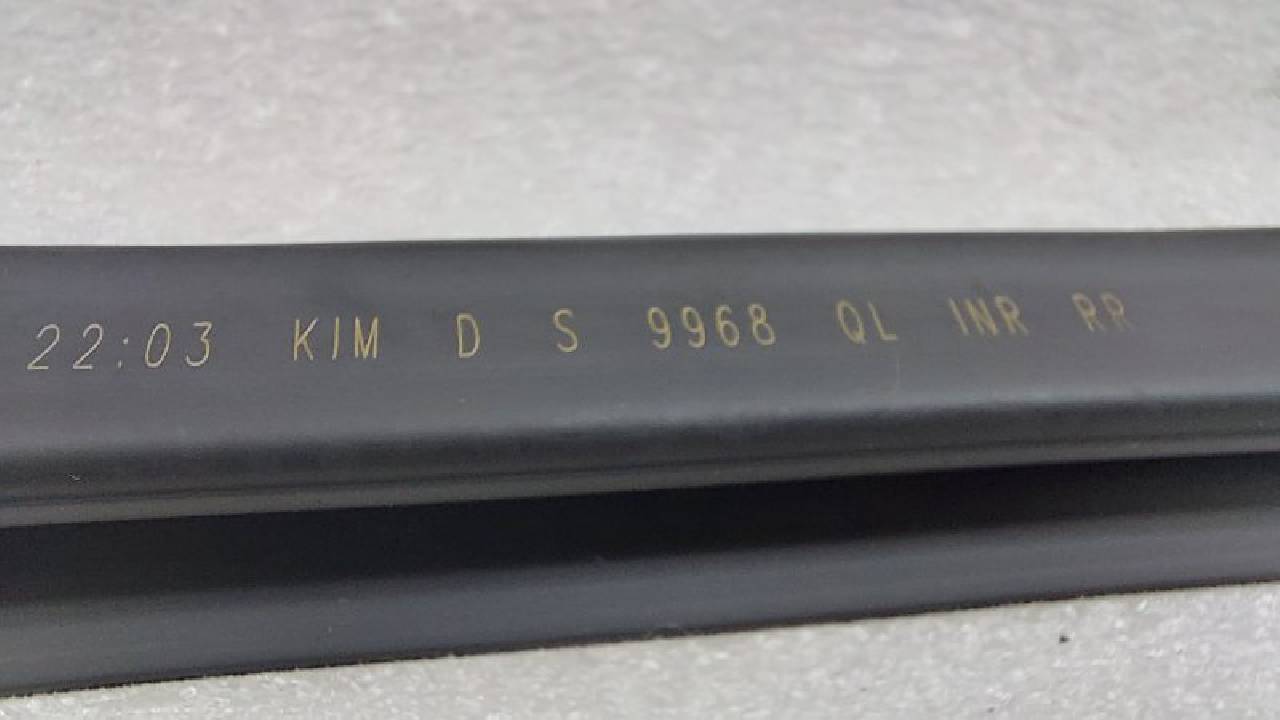 22:03 KIM D S 9968 QL INR RR